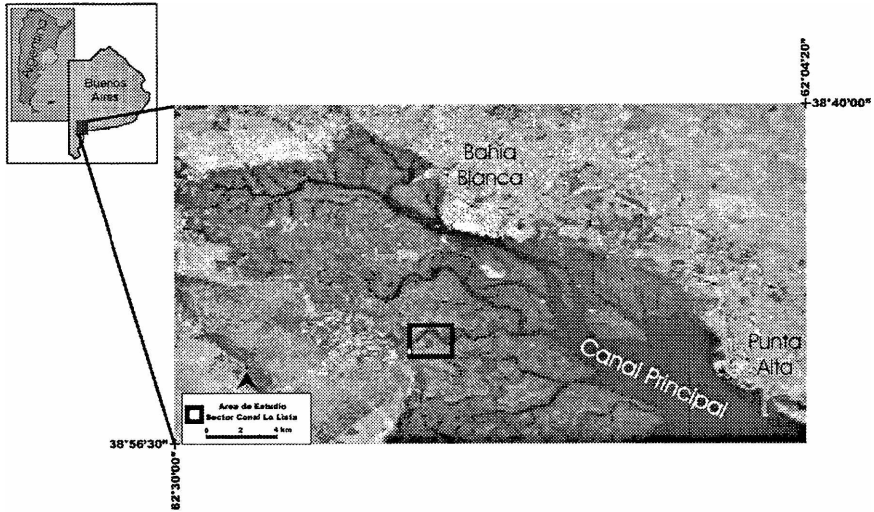 Argentina
Buenos
Aires
62°04'20"
38°40'00"
Bahía
Blanca
Punta
Alta
Canal Principal
Area de Estudio
Sector Canal La Lista
0 2 4 km
38°56'30"
62°30'00"